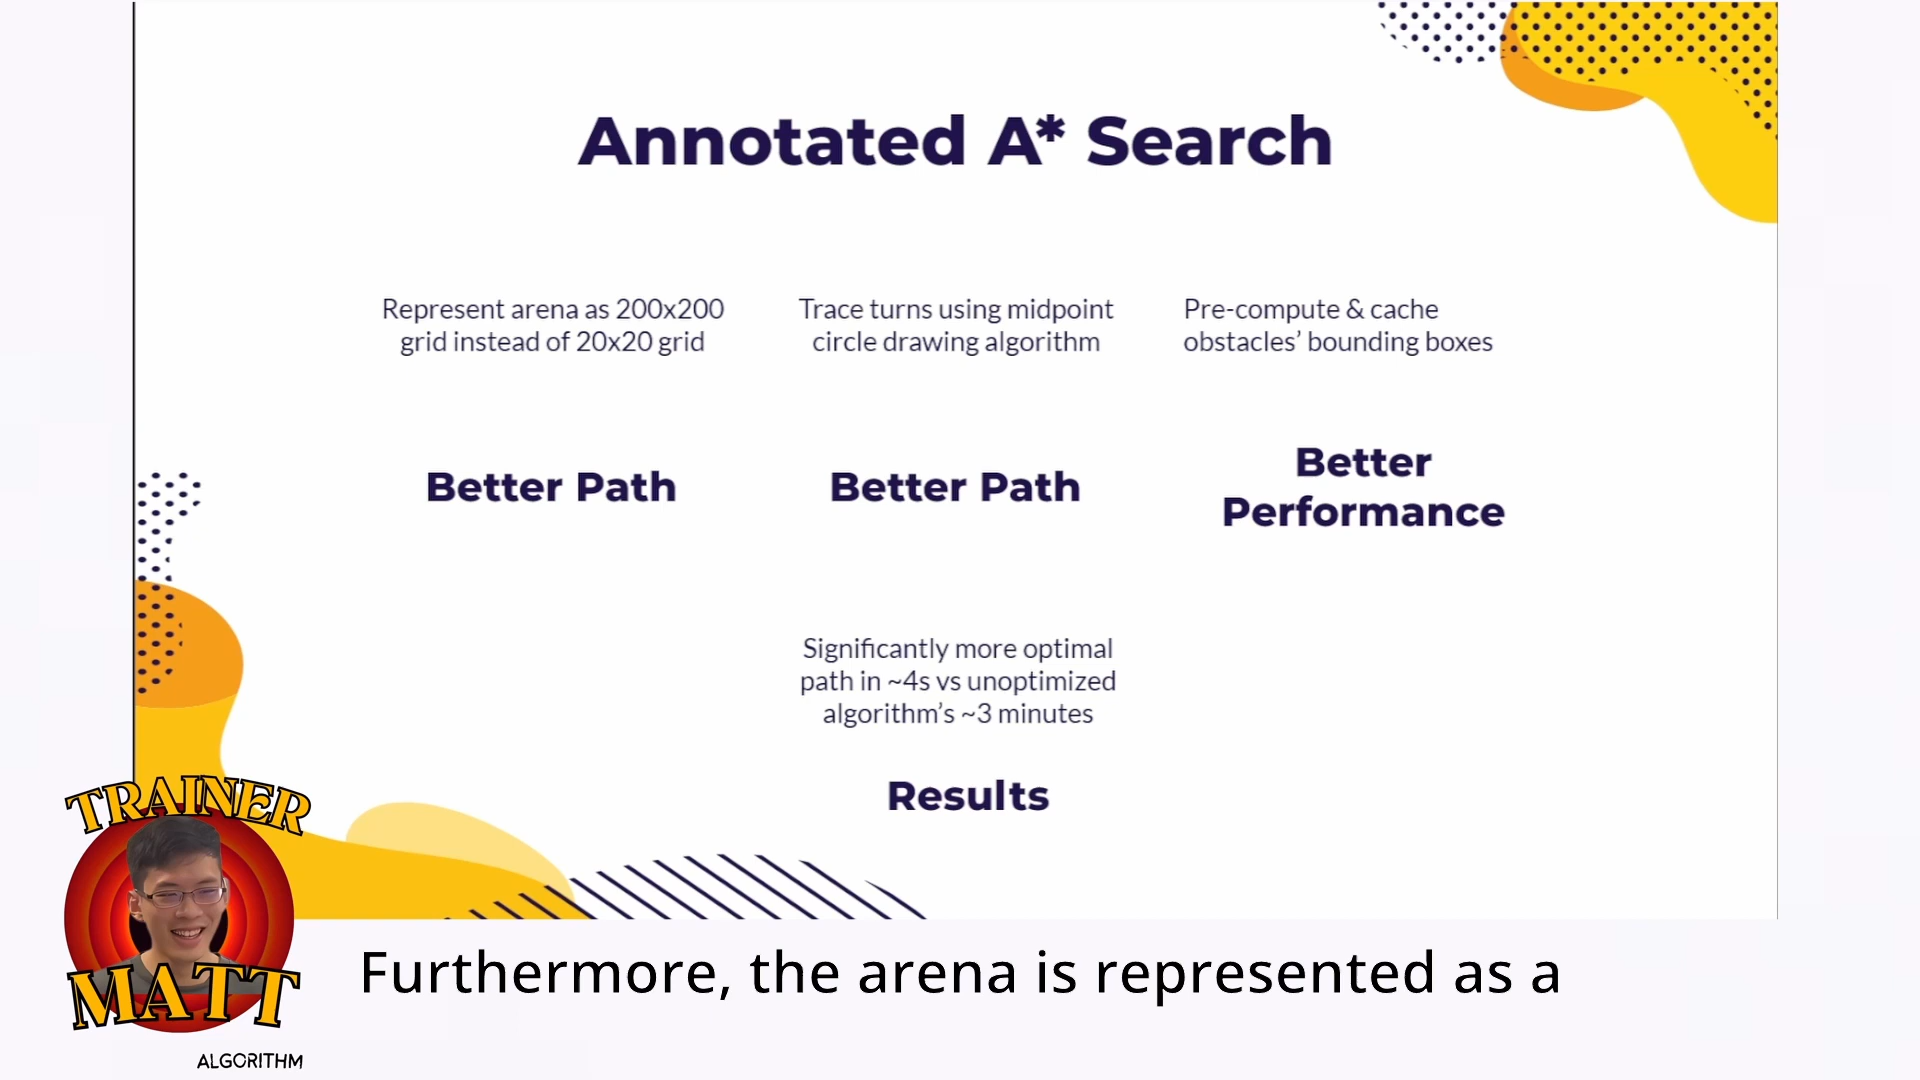 Annotated A* Search
Represent arena as 200x200
grid instead of 20x20 grid
Better Path
Trace turns using midpoint
circle drawing algorithm
Better Path
Pre-compute & cache
obstacles’ bounding boxes
Better
Performance
Significantly more optimal
path in ~4s vs unoptimized
algorithm’s ~3 minutes
Results
TRAINER
MATT
ALGORITHM
Furthermore, the arena is represented as a